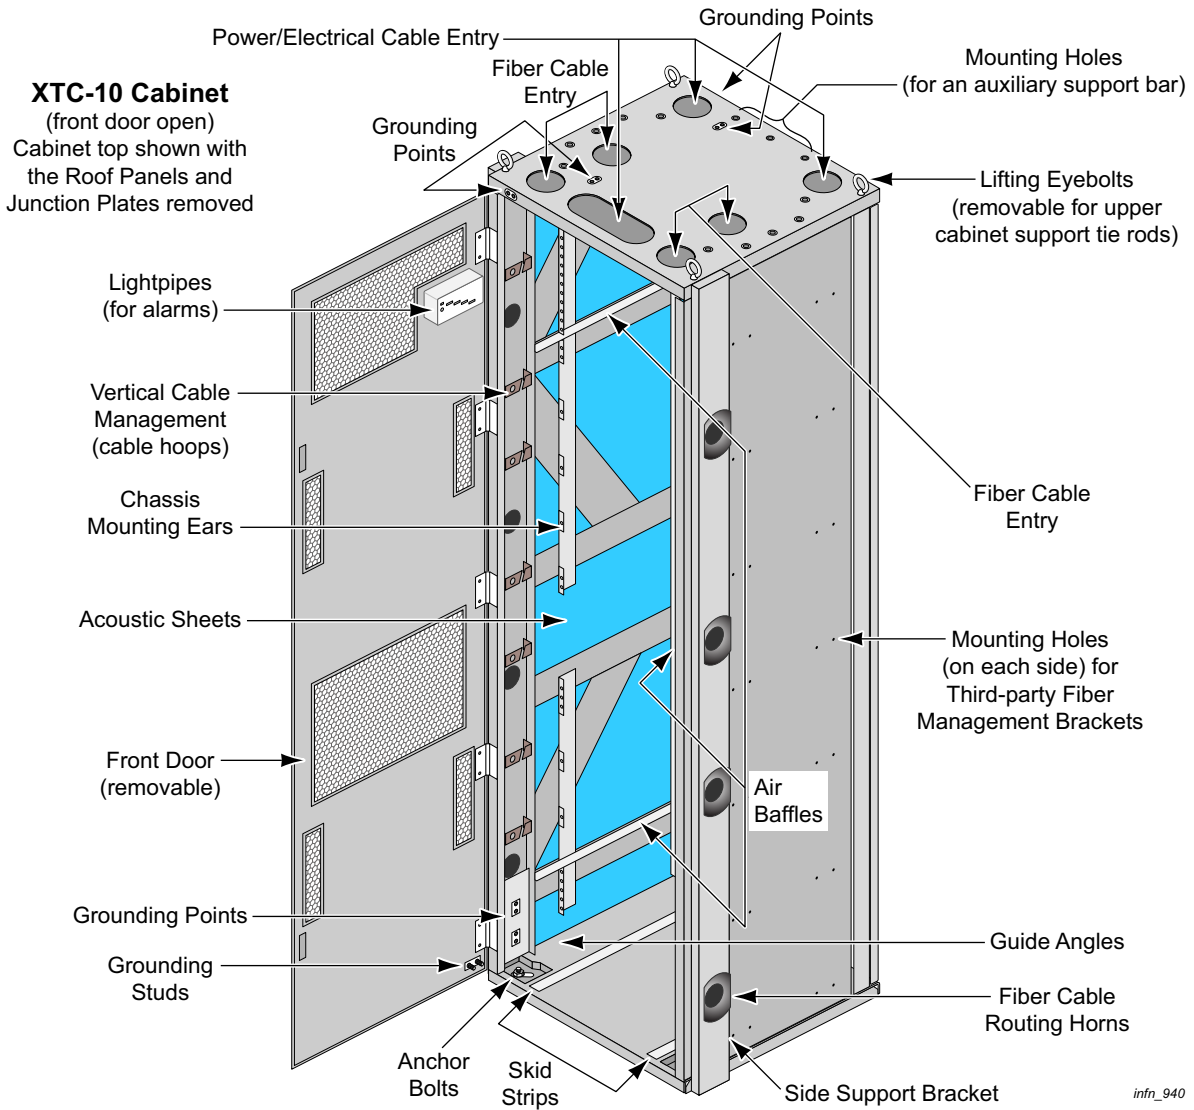 Grounding Points
Power/Electrical Cable Entry
Mounting Holes
(for an auxiliary support bar)
Fiber Cable
Entry
XTC-10 Cabinet
(front door open)
Cabinet top shown with
the Roof Panels and
Junction Plates removed
Grounding
Points
Lifting Eyebolts
(removable for upper
cabinet support tie rods)
Lightpipes
(for alarms)
Vertical Cable
Management
(cable hoops)
Chassis
Mounting Ears
Fiber Cable
Entry
Acoustic Sheets
Mounting Holes
(on each side) for
Third-party Fiber
Management Brackets
Front Door
(removable)
Air
Baffles
Grounding Points
Guide Angles
Grounding
Studs
Fiber Cable
Routing Horns
Anchor
Bolts
Skid
Strips
Side Support Bracket
infn_940